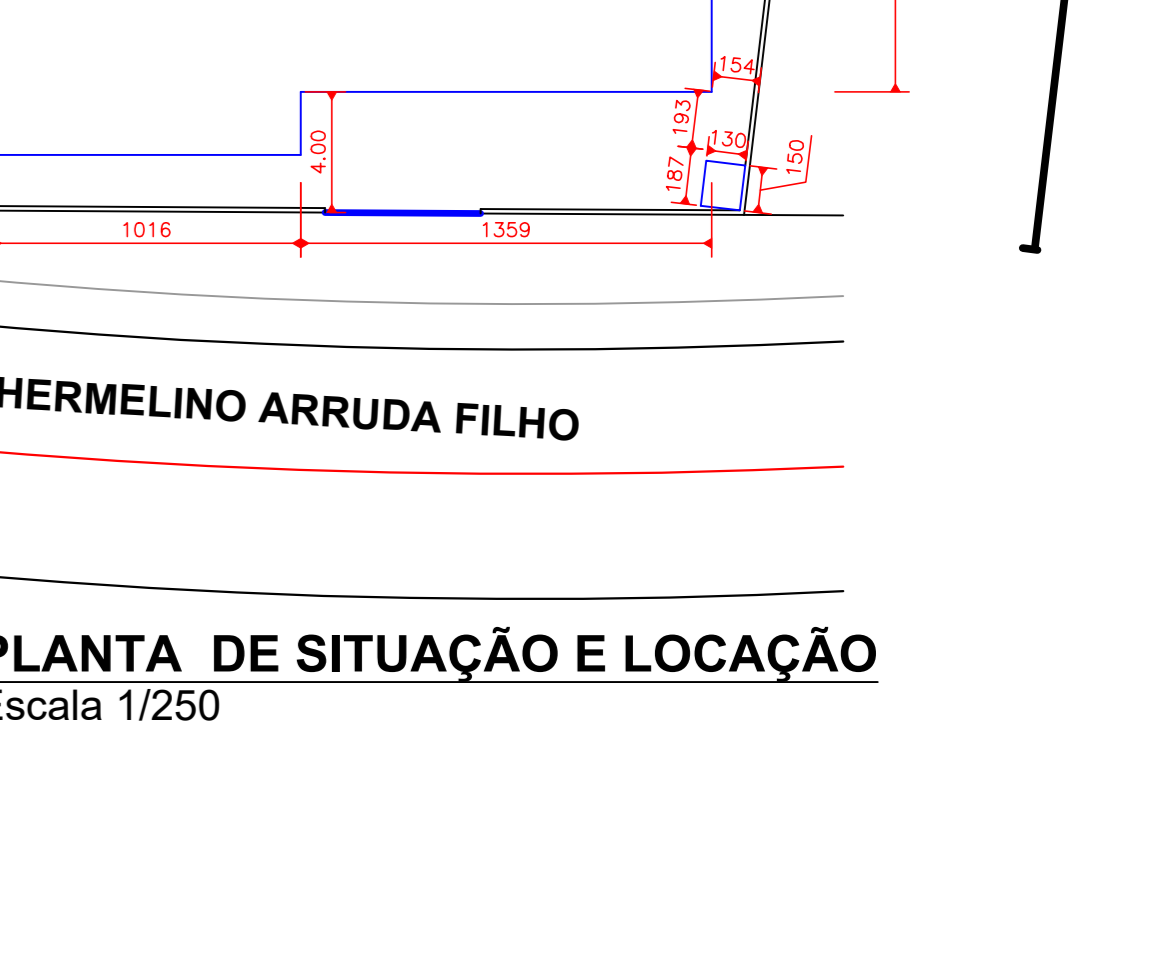 154
193
130
150
4.00
187
1016
1359
HERMELINO ARRUDA FILHO
PLANTA DE SITUAÇÃO E LOCAÇÃO
Escala 1/250